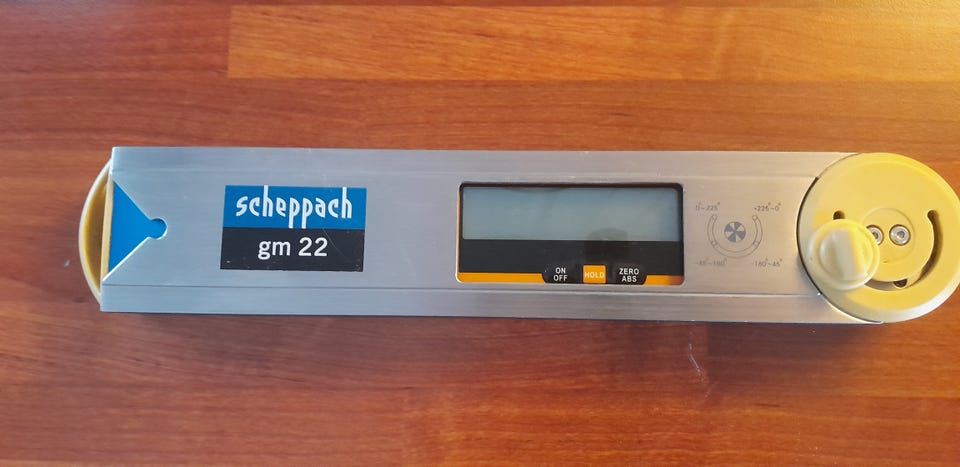 scheppach
gm 22
ON
OFF
HOLD
ZERO
ABS
0°~225°
+225°~0°
-45°~180°
-180°~45°